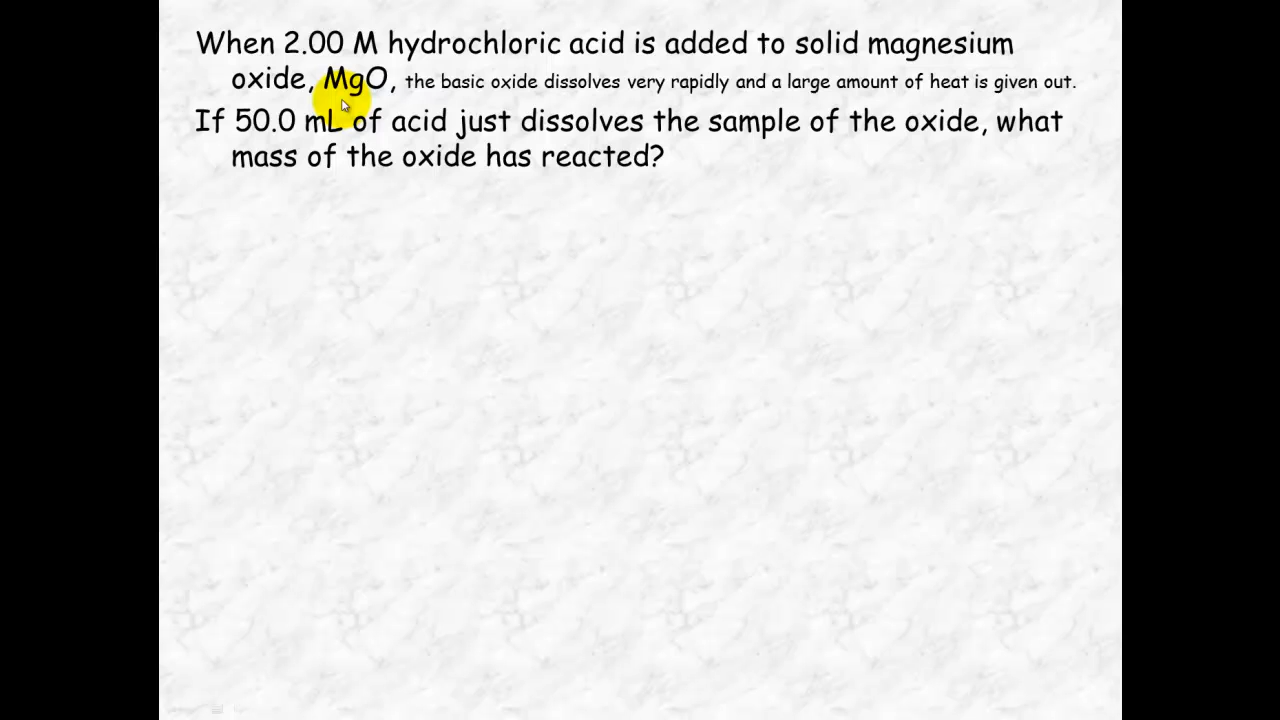 When 2.00 M hydrochloric acid is added to solid magnesium
oxide, MgO, the basic oxide dissolves very rapidly and a large amount of heat is given out.
If 50.0 mL of acid just dissolves the sample of the oxide, what
mass of the oxide has reacted?